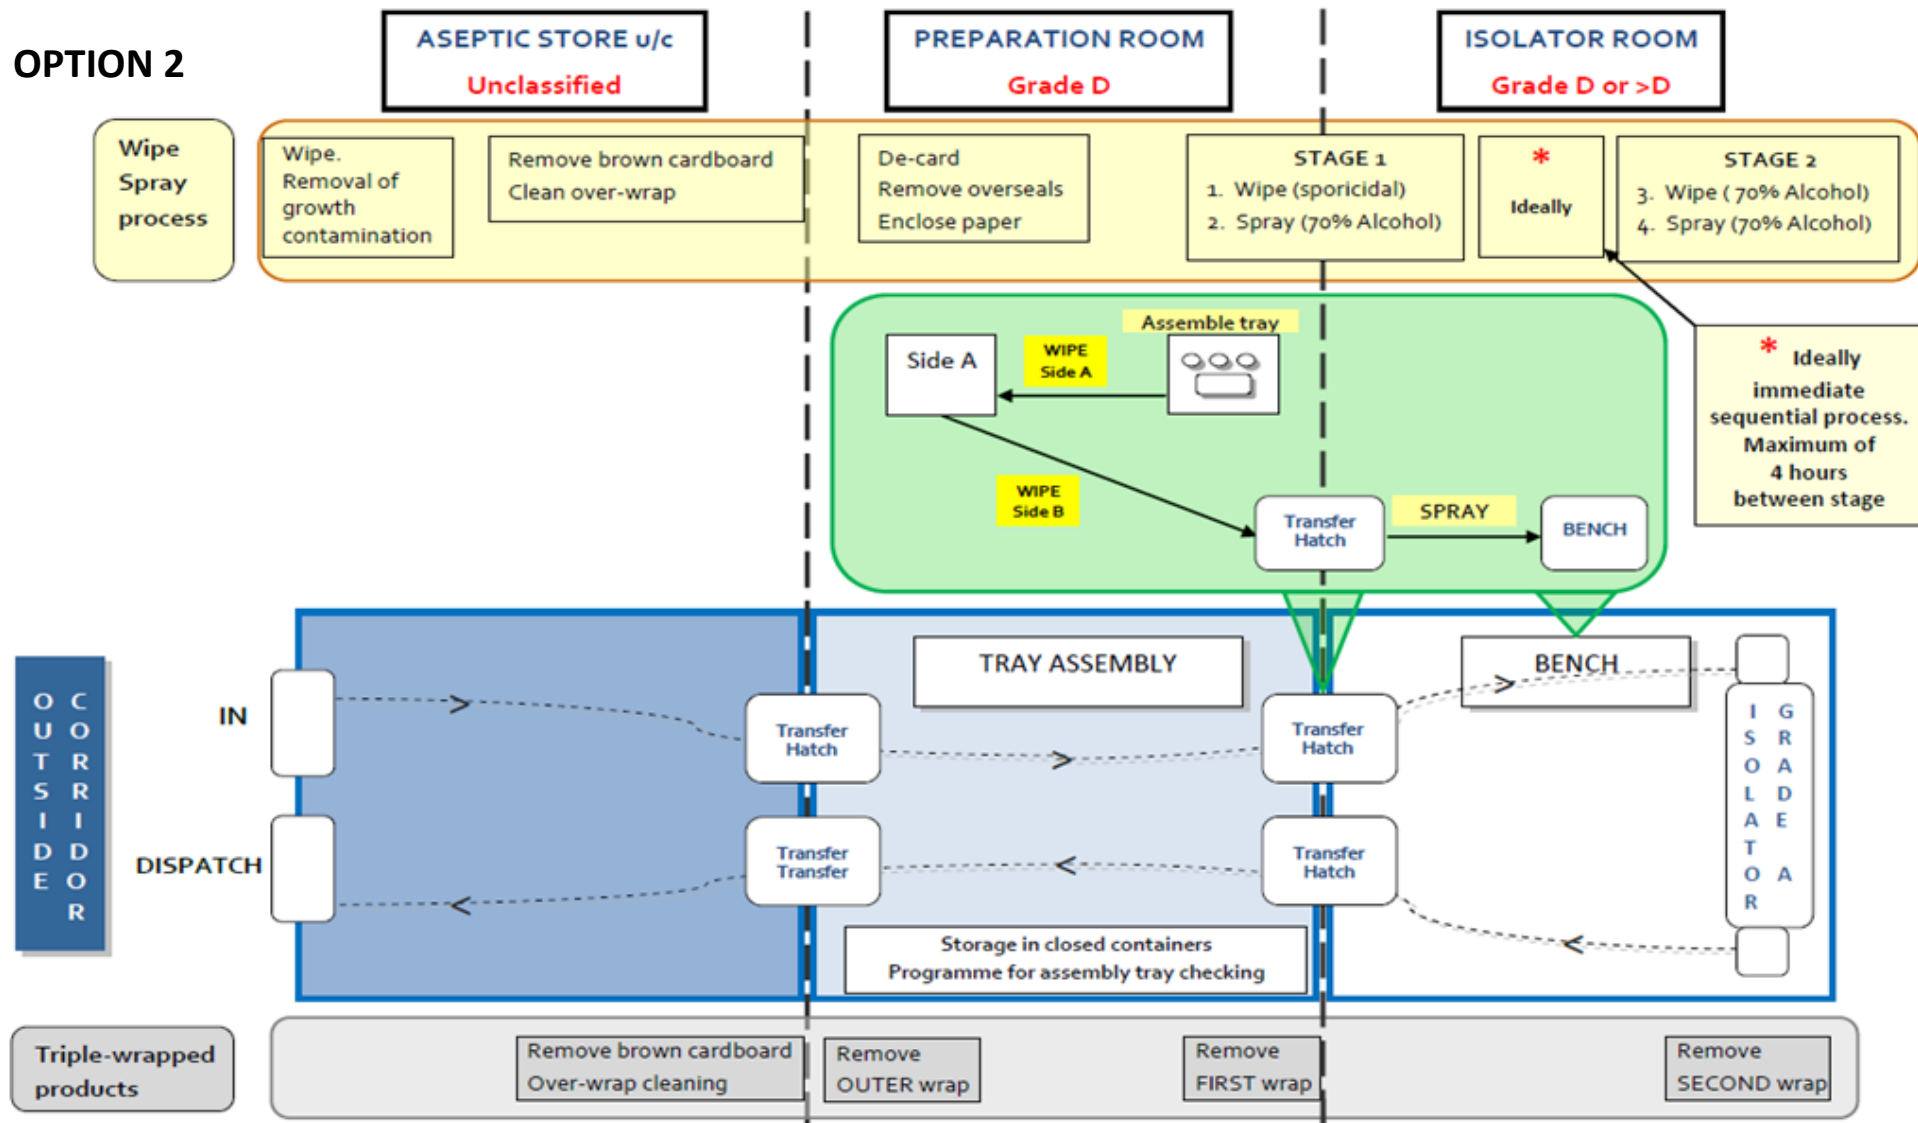 OPTION 2
ASEPTIC STORE u/c
Unclassified
PREPARATION ROOM
Grade D
ISOLATOR ROOM
Grade D or >D
Wipe
Spray
process
Wipe.
Removal of
growth
contamination
Remove brown cardboard
Clean over-wrap
De-card
Remove overseals
Enclose paper
STAGE 1
1. Wipe (sporicidal)
2. Spray (70% Alcohol)
*
Ideally
STAGE 2
3. Wipe ( 70% Alcohol)
4. Spray (70% Alcohol)
Side A
WIPE
Side A
Assemble tray
WIPE
Side B
Transfer
Hatch
SPRAY
BENCH
* Ideally
immediate
sequential process.
Maximum of
4 hours
between stage
OUTSIDE
CORRIDOR
IN
DISPATCH
Transfer
Hatch
Transfer
Transfer
TRAY ASSEMBLY
Transfer
Hatch
Transfer
Hatch
Storage in closed containers
Programme for assembly tray checking
BENCH
ISOLATOR
GRADE A
Triple-wrapped
products
Remove brown cardboard
Over-wrap cleaning
Remove
OUTER wrap
Remove
FIRST wrap
Remove
SECOND wrap